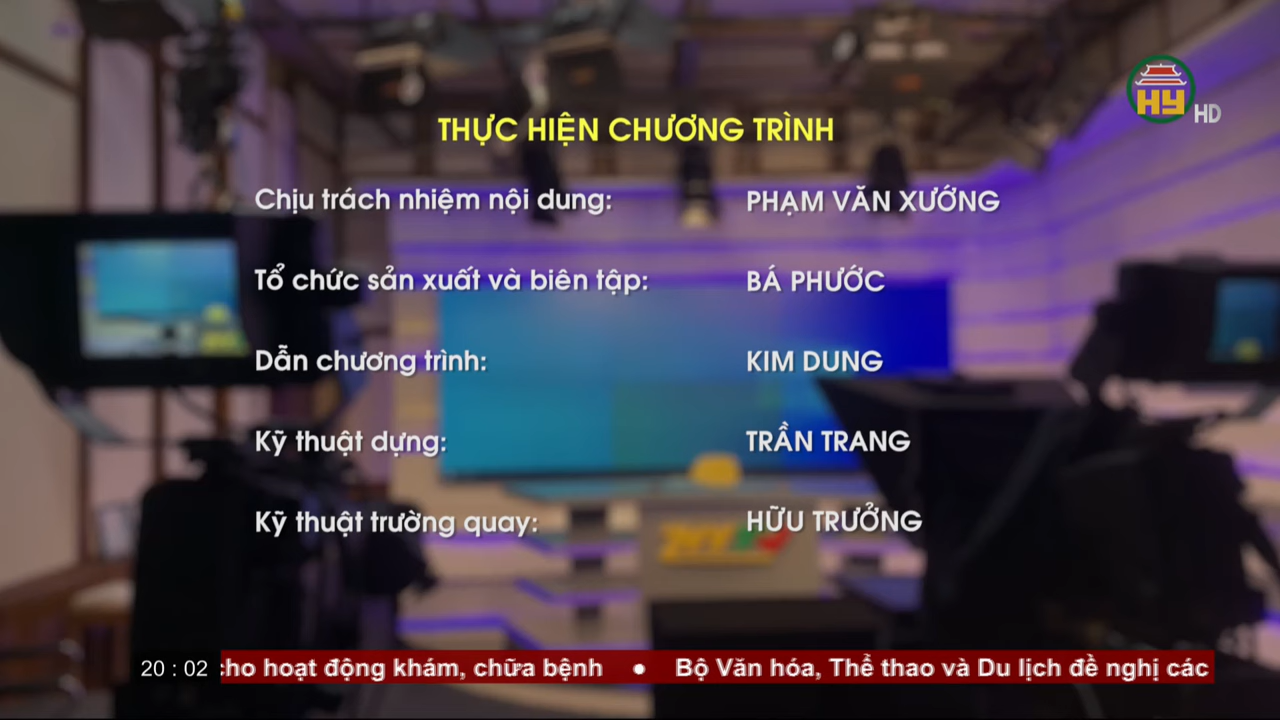 HY HD
THỰC HIỆN CHƯƠNG TRÌNH
Chịu trách nhiệm nội dung: PHẠM VĂN XƯỚNG
Tổ chức sản xuất và biên tập: BÁ PHƯỚC
Dẫn chương trình: KIM DUNG
Kỹ thuật dựng: TRẦN TRANG
Kỹ thuật trường quay: HỮU TRƯỞNG
20 : 02 cho hoạt động khám, chữa bệnh ● Bộ Văn hóa, Thể thao và Du lịch đề nghị các